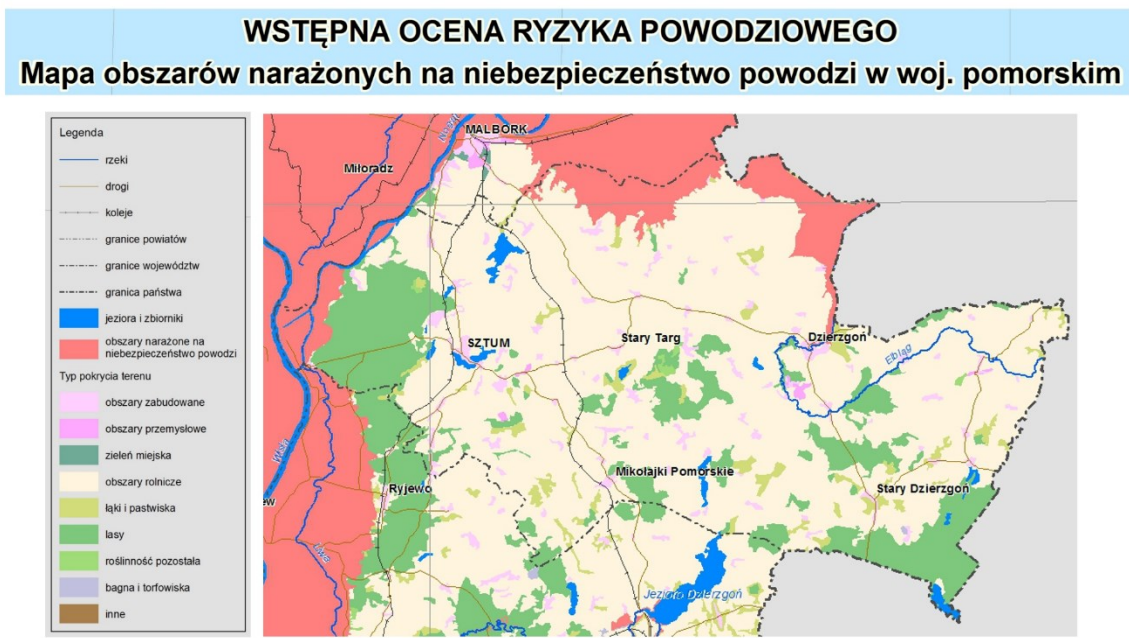 WSTĘPNA OCENA RYZYKA POWODZIOWEGO
Mapa obszarów narażonych na niebezpieczeństwo powodzi w woj. pomorskim
Legenda
rzeki
drogi
koleje
granice powiatów
granice województw
granica państwa
jeziora i zbiorniki
obszary narażone na
niebezpieczeństwo powodzi
Typ pokrycia terenu
obszary zabudowane
obszary przemysłowe
zieleń miejska
obszary rolnicze
łąki i pastwiska
lasy
roślinność pozostała
bagna i torfowiska
inne
MALBORK
Nogat
Miłoradz
SZTUM
Stary Targ
Dzierzgoń
Elbląg
Wisła
Mikołajki Pomorskie
Ryjewo
Stary Dzierzgoń
ew
Liwa
Jezioro Dzierzgoń